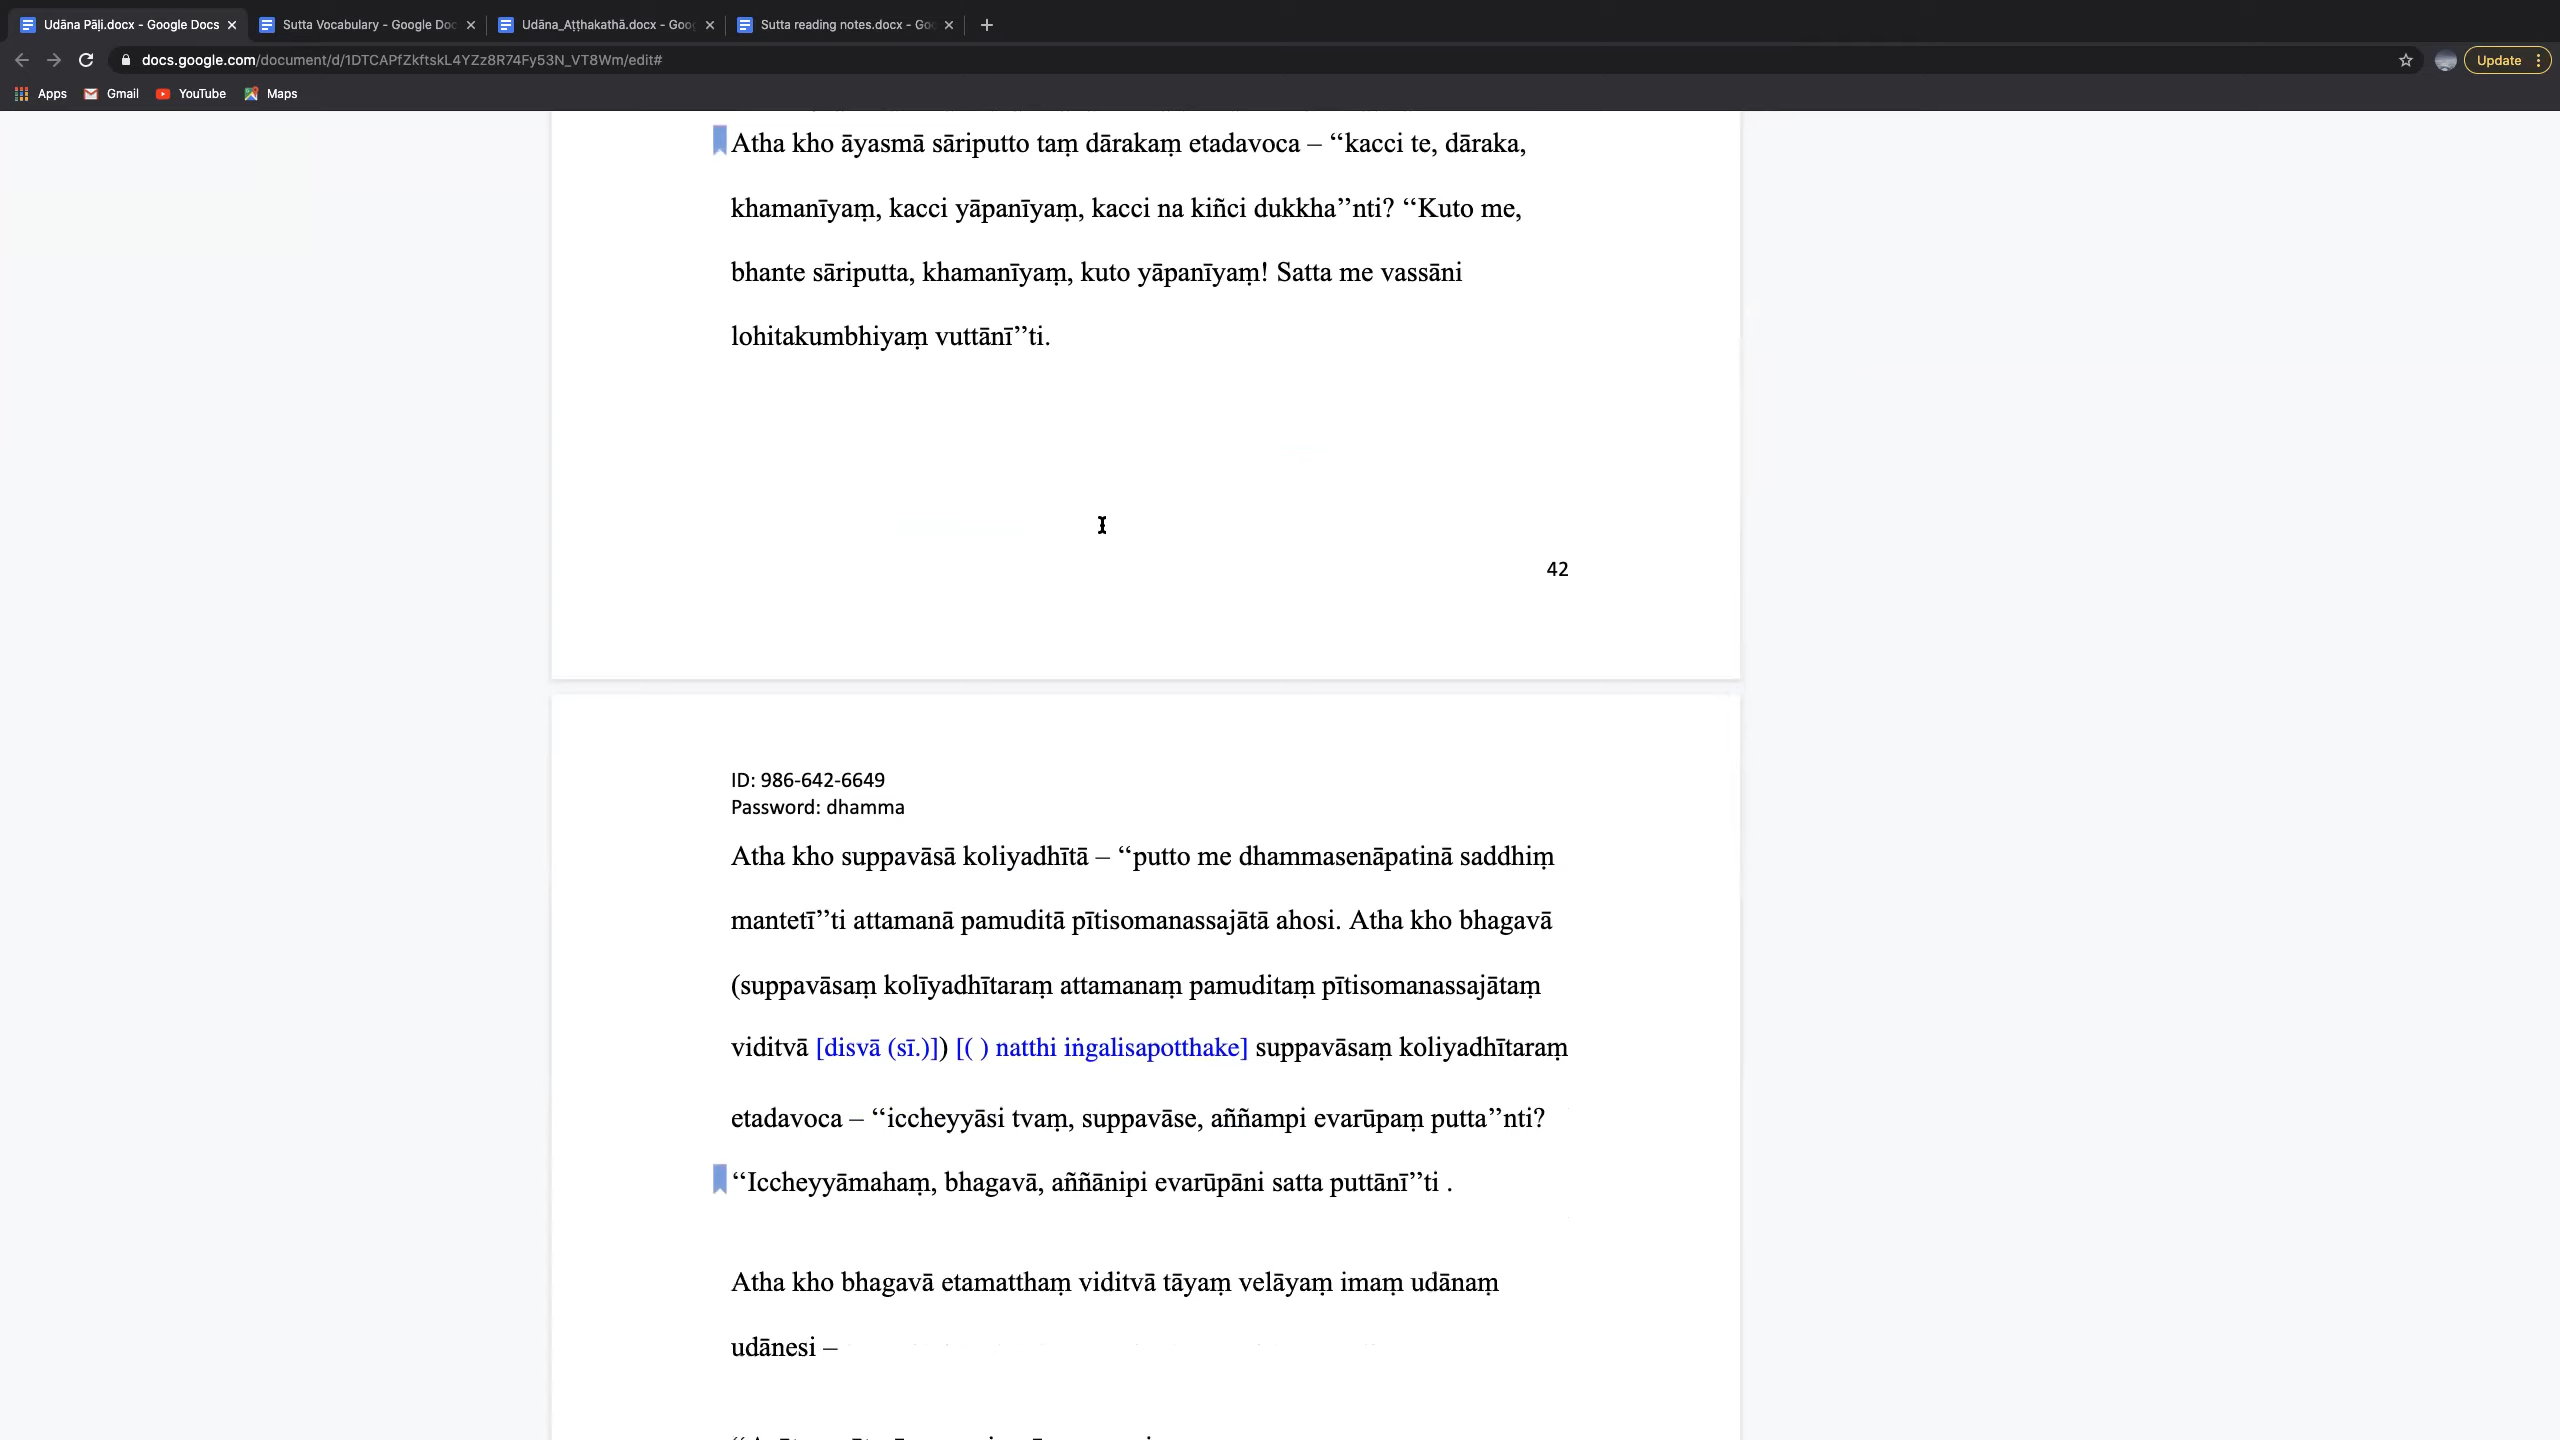 Udāna Pāḷi.docx - Google Docs
Sutta Vocabulary - Google Doc
Udāna_Aṭṭhakathā.docx - Goo
Sutta reading notes.docx - Go
docs.google.com/document/d/1DTCAPfZkftskL4YZz8R74Fy53N_VT8Wm/edit#
Update
Apps
Gmail
YouTube
Maps
Atha kho āyasmā sāriputto taṃ dārakaṃ etadavoca – ‘‘kacci te, dāraka,
khamanīyaṃ, kacci yāpanīyaṃ, kacci na kiñci dukkha’’nti? ‘‘Kuto me,
bhante sāriputta, khamanīyaṃ, kuto yāpanīyaṃ! Satta me vassāni
lohitakumbhiyaṃ vuttānī’’ti.
42
ID: 986-642-6649
Password: dhamma
Atha kho suppavāsā koliyadhītā – ‘‘putto me dhammasenāpatinā saddhiṃ
mantetī’’ti attamanā pamuditā pītisomanassajātā ahosi. Atha kho bhagavā
(suppavāsaṃ kolīyadhītaraṃ attamanaṃ pamuditaṃ pītisomanassajātaṃ
viditvā [disvā (sī.)]) [( ) natthi iṅgalisapotthake] suppavāsaṃ koliyadhītaraṃ
etadavoca – ‘‘iccheyyāsi tvaṃ, suppavāse, aññampi evarūpaṃ putta’’nti?
‘‘Iccheyyāmahaṃ, bhagavā, aññānipi evarūpāni satta puttānī’’ti .
Atha kho bhagavā etamatthaṃ viditvā tāyaṃ velāyaṃ imaṃ udānaṃ
udānesi –